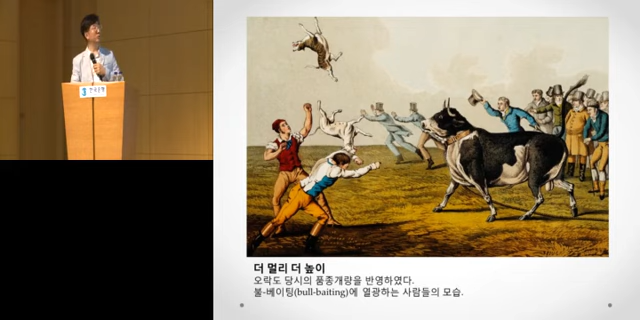 더 멀리 더 높이
오락도 당시의 품종개량을 반영하였다.
불-베이팅(bull-baiting)에 열광하는 사람들의 모습.